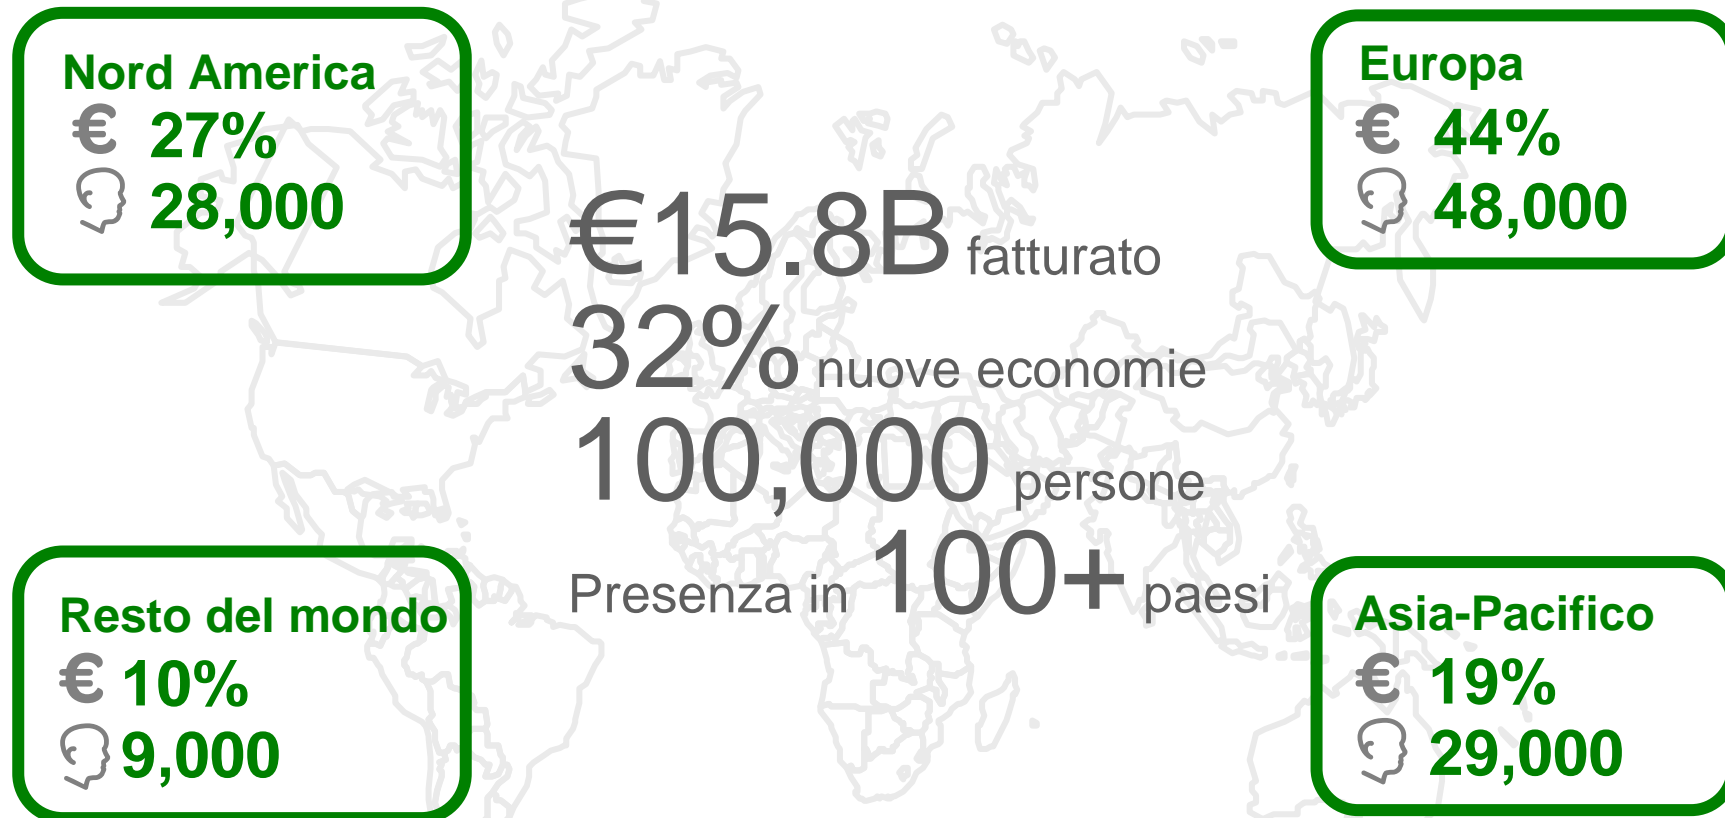 Nord America
€ 27%
28,000
Europa
€ 44%
48,000
€15.8B fatturato
32% nuove economie
100,000 persone
Presenza in 100+ paesi
Resto del mondo
€ 10%
9,000
Asia-Pacifico
€ 19%
29,000